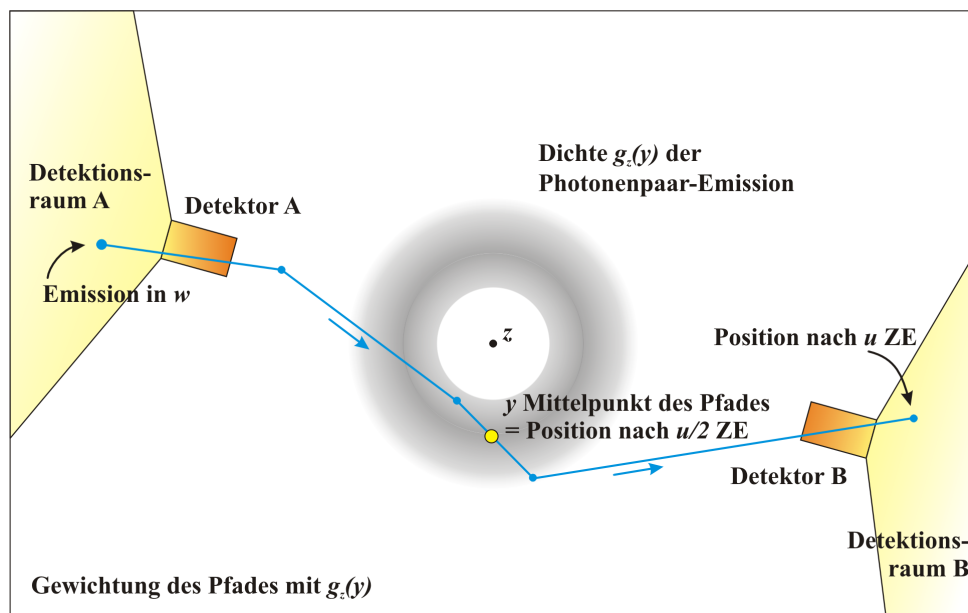 Dichte g_z(y) der
Photonenpaar-Emission
Detektions-
raum A
Detektor A
Emission in w
z
Position nach u ZE
y Mittelpunkt des Pfades
= Position nach u/2 ZE
Detektor B
Detektions-
raum B
Gewichtung des Pfades mit g_z(y)